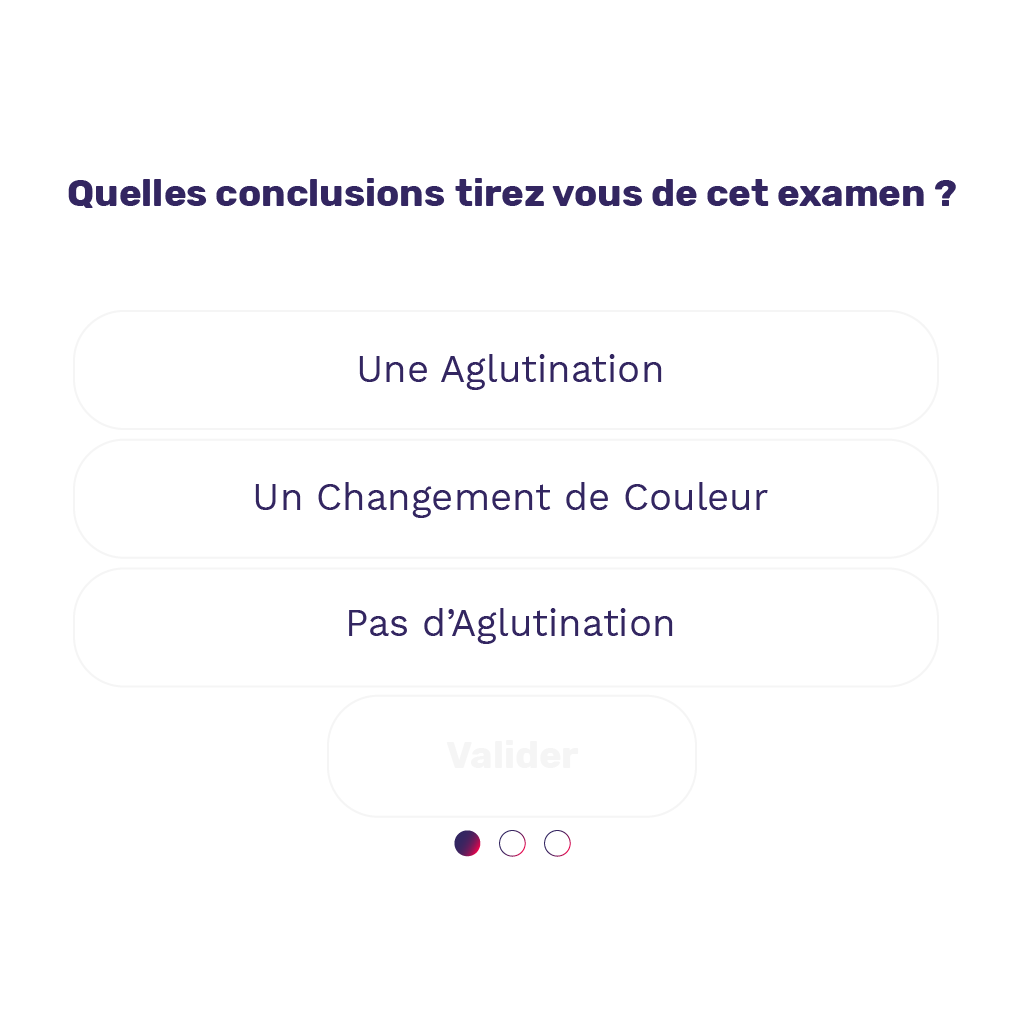 Quelles conclusions tirez vous de cet examen ?
Une Aglutination
Un Changement de Couleur
Pas d’Aglutination
Valider